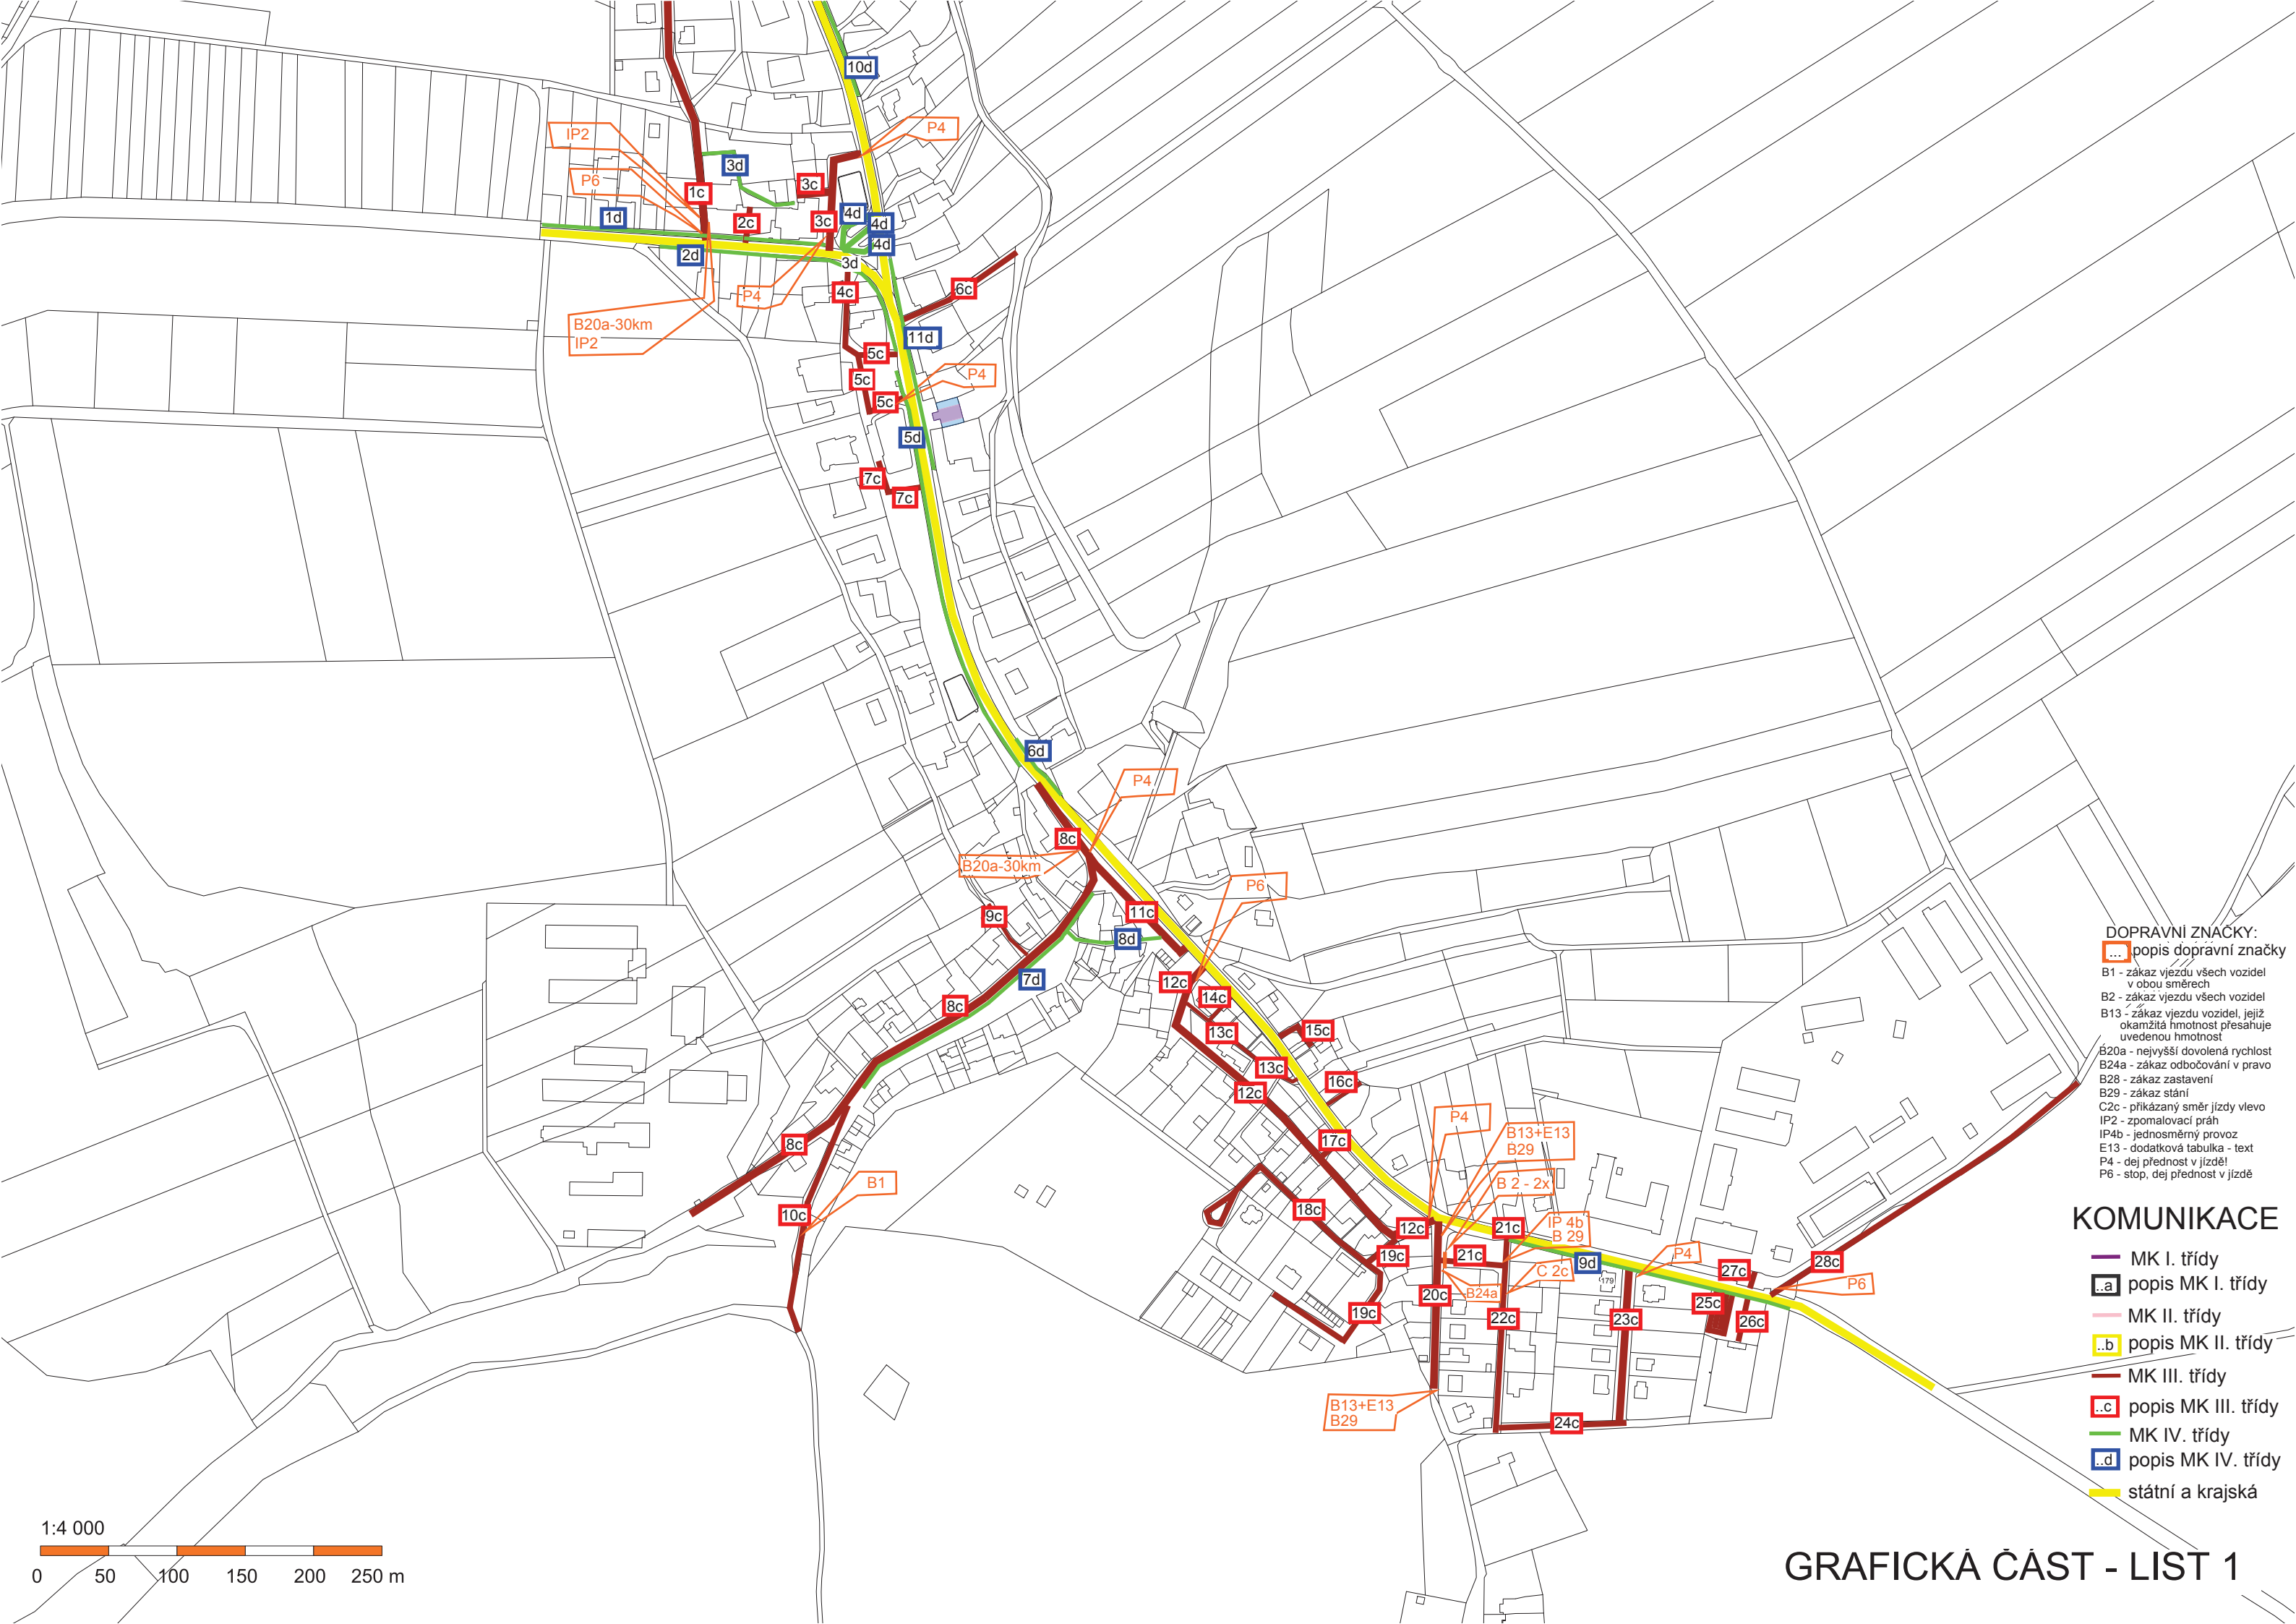 10d
P4
IP2
3d
P6
3c
1c
1d
2c
3c
4d
4d
4d
2d
3d
P4
4c
6c
B20a-30km
IP2
11d
5c
5c
P4
5c
5d
7c
7c
6d
P4
8c
B20a-30km
P6
9c
11c
8d
7d
12c
14c
8c
13c
15c
13c
16c
12c
P4
17c
B13+E13
B29
8c
B1
B 2 - 2x
10c
18c
12c
21c
IP 4b
B 29
19c
21c
9d
P4
C 2c
179
27c
28c
P6
20c
B24a
25c
19c
22c
23c
26c
B13+E13
B29
24c
DOPRAVNÍ ZNAČKY:
... popis dopravní značky
B1 - zákaz vjezdu všech vozidel
v obou směrech
B2 - zákaz vjezdu všech vozidel
B13 - zákaz vjezdu vozidel, jejiž
okamžitá hmotnost přesahuje
uvedenou hmotnost
B20a - nejvyšší dovolená rychlost
B24a - zákaz odbočování v pravo
B28 - zákaz zastavení
B29 - zákaz stání
C2c - přikázaný směr jízdy vlevo
IP2 - zpomalovací práh
IP4b - jednosměrný provoz
E13 - dodatková tabulka - text
P4 - dej přednost v jízdě!
P6 - stop, dej přednost v jízdě
KOMUNIKACE
MK I. třídy
..a popis MK I. třídy
MK II. třídy
..b popis MK II. třídy
MK III. třídy
..c popis MK III. třídy
MK IV. třídy
..d popis MK IV. třídy
státní a krajská
1:4 000
0 50 100 150 200 250 m
GRAFICKÁ ČÁST - LIST 1